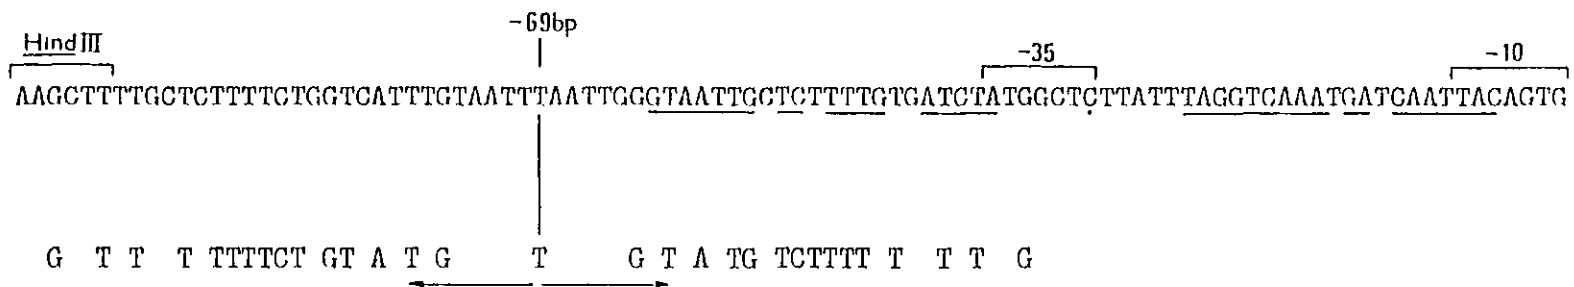 -69bp
HindIII
-35
-10
AAGCTTTTGCTCTTTTCTGGTCATTTGTAATTTAATTGGGTAATTGCTCTTTTGTGATCTATGGCTCTTATTTAGGTCAAATGATCAATTACAGTG
G T T T TTTTCT GT A T G T G T A TG TCTTTT T T T G